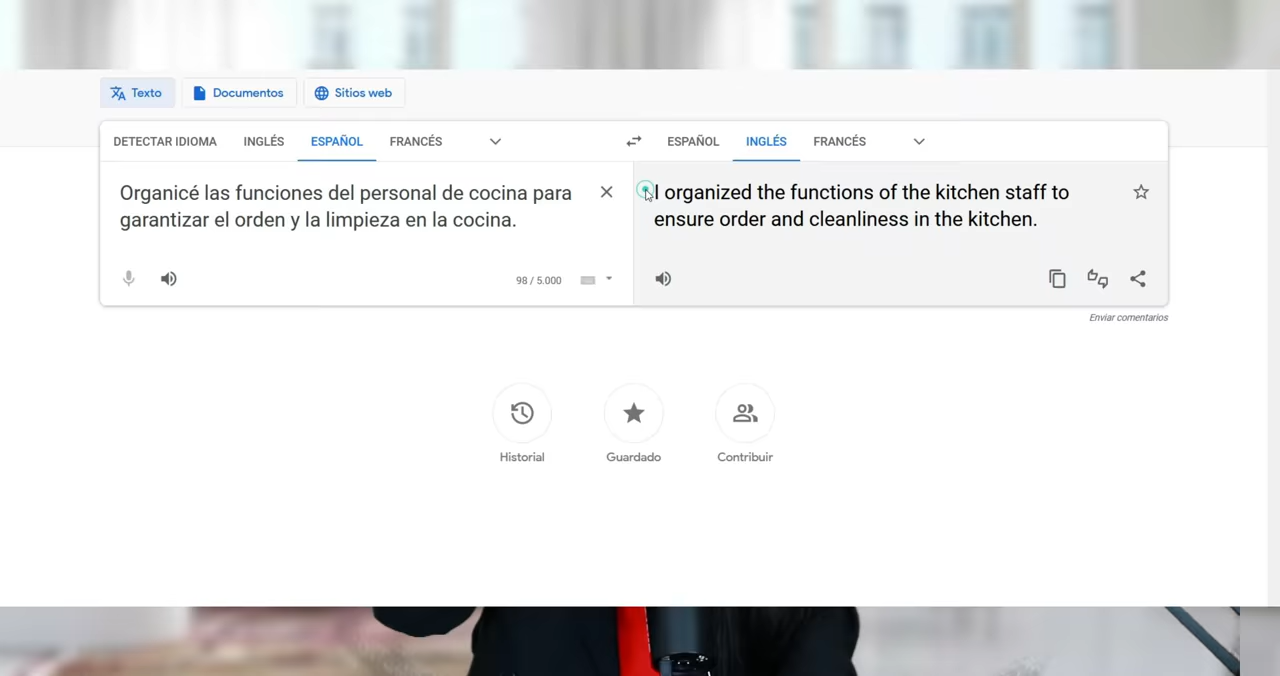 Texto Documentos Sitios web
DETECTAR IDIOMA INGLÉS ESPAÑOL FRANCÉS ESPAÑOL INGLÉS FRANCÉS
Organicé las funciones del personal de cocina para
garantizar el orden y la limpieza en la cocina.
I organized the functions of the kitchen staff to
ensure order and cleanliness in the kitchen.
98 / 5.000
Enviar comentarios
Historial Guardado Contribuir